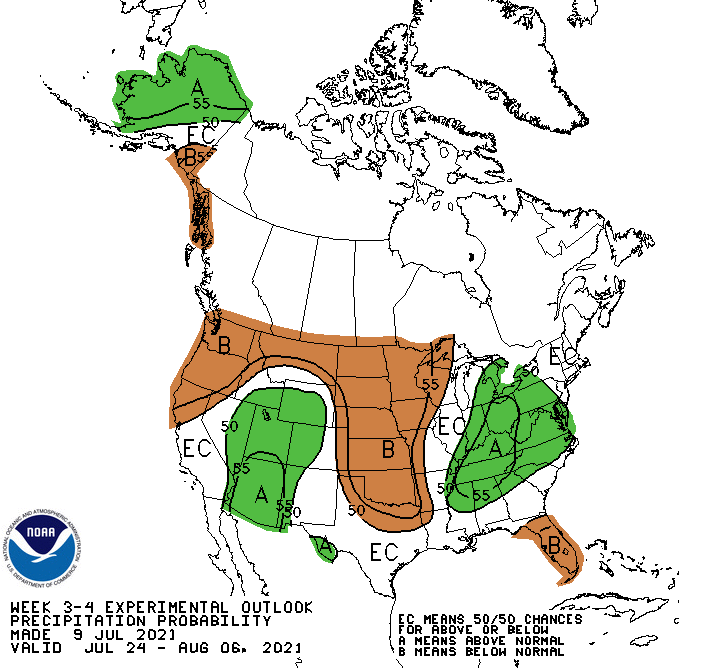 A
55
50
EC
B 55
B
EC
50
55
50
EC
EC
A
B
50
55
A
55
50
50
55
A
EC
B
NATIONAL OCEANIC AND ATMOSPHERIC ADMINISTRATION
NOAA
U.S. DEPARTMENT OF COMMERCE
WEEK 3-4 EXPERIMENTAL OUTLOOK
PRECIPITATION PROBABILITY
MADE 9 JUL 2021
VALID JUL 24 - AUG 06, 2021
EC MEANS 50/50 CHANCES
FOR ABOVE OR BELOW
A MEANS ABOVE NORMAL
B MEANS BELOW NORMAL